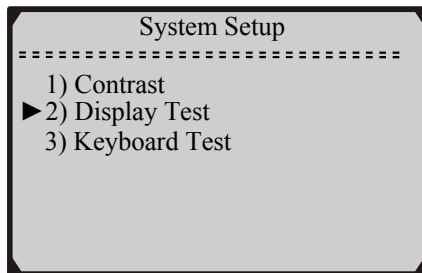 System Setup
==============================
1) Contrast
►2) Display Test
3) Keyboard Test